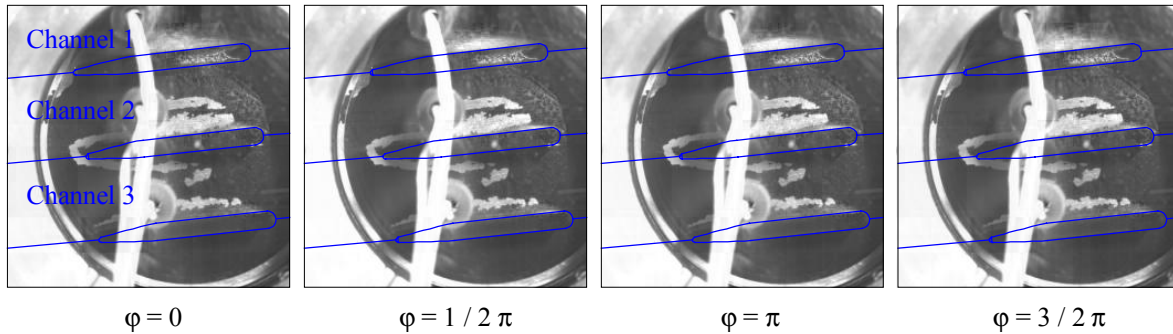 Channel 1
Channel 2
Channel 3
φ = 0
φ = 1 / 2 π
φ = π
φ = 3 / 2 π